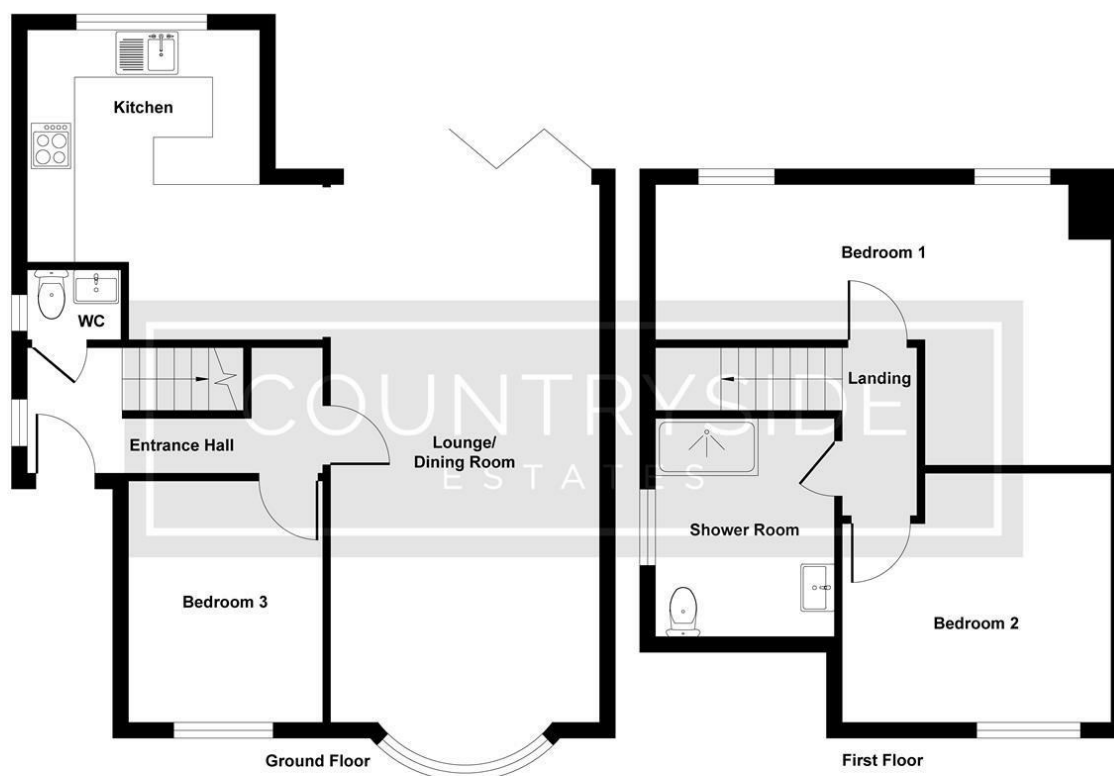 Kitchen
WC
Entrance Hall
Lounge/
Dining Room
Bedroom 3
Ground Floor
Bedroom 1
Landing
Shower Room
Bedroom 2
First Floor
COUNTRYSIDE
ESTATES